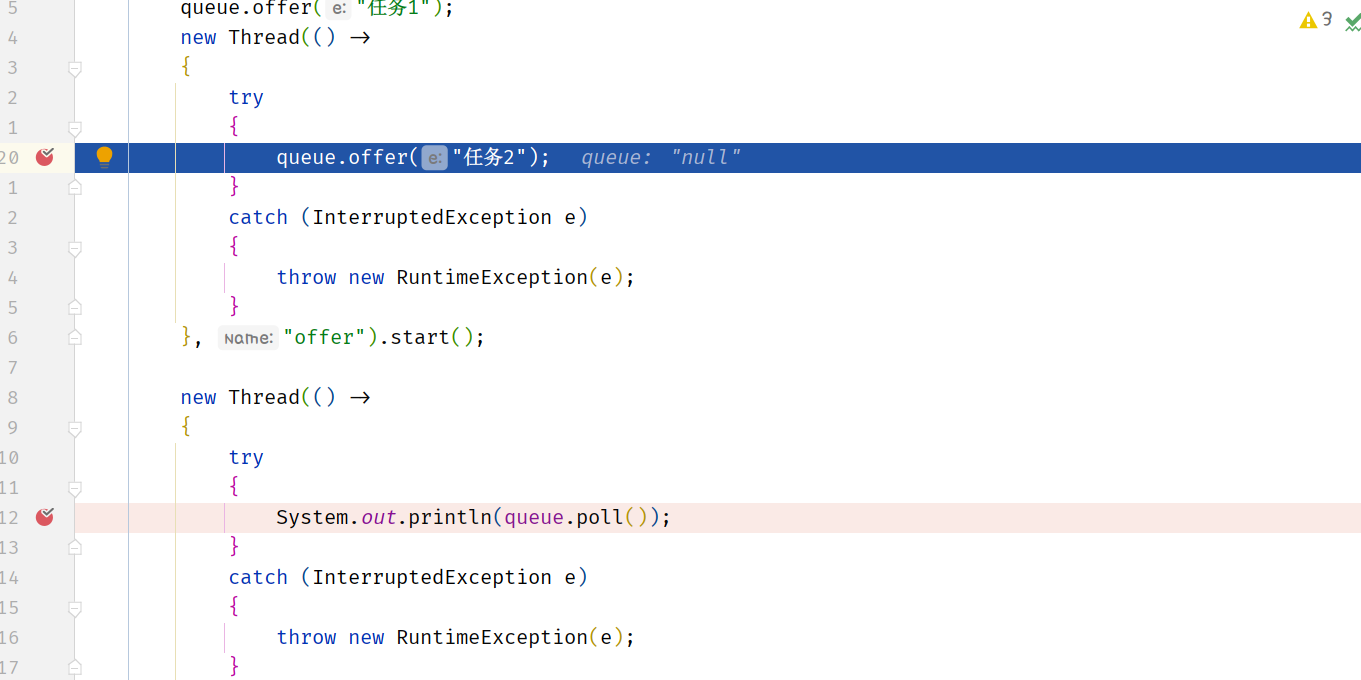 5 queue.offer( e: "任务1");
4 new Thread(() →
3 {
2 try
1 {
20 queue.offer( e: "任务2"); queue: "null"
1 }
2 catch (InterruptedException e)
3 {
4 throw new RuntimeException(e);
5 }
6 }, name: "offer").start();
7
8 new Thread(() →
9 {
10 try
11 {
12 System.out.println(queue.poll());
13 }
14 catch (InterruptedException e)
15 {
16 throw new RuntimeException(e);
17 }
3